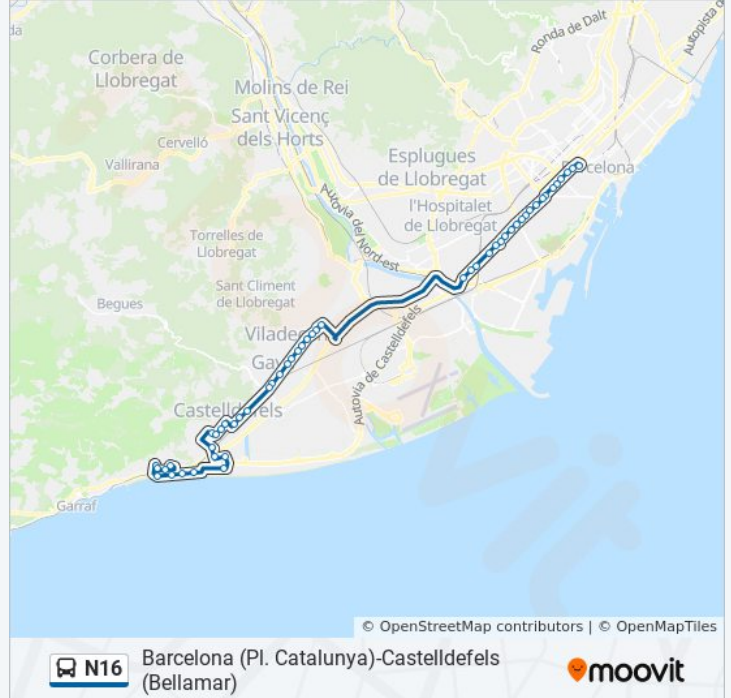 da
Corbera de
Llobregat
Molins de Rei
Ronda de Dalt
Autopista d
Sant Vicenç
dels Horts
Cervelló
Vallirana
Esplugues
de Llobregat
Barcelona
l'Hospitalet
de Llobregat
Autovia del Nord-est
Torrelles de
Llobregat
Begues
Sant Climent
de Llobregat
Autovia de Castelldefels
Castelldefels
Garraf
© OpenStreetMap contributors | © OpenMapTiles
N16
Barcelona (Pl. Catalunya)-Castelldefels
(Bellamar)
moovit